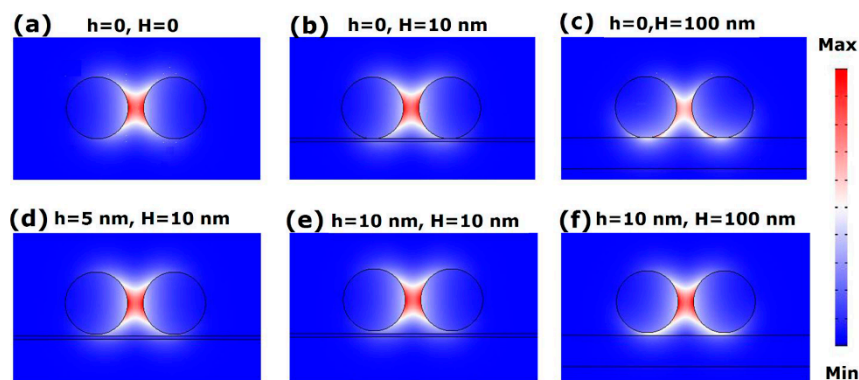 (a) h=0, H=0
(b) h=0, H=10 nm
(c) h=0,H=100 nm
Max
(d) h=5 nm, H=10 nm
(e) h=10 nm, H=10 nm
(f) h=10 nm, H=100 nm
Min